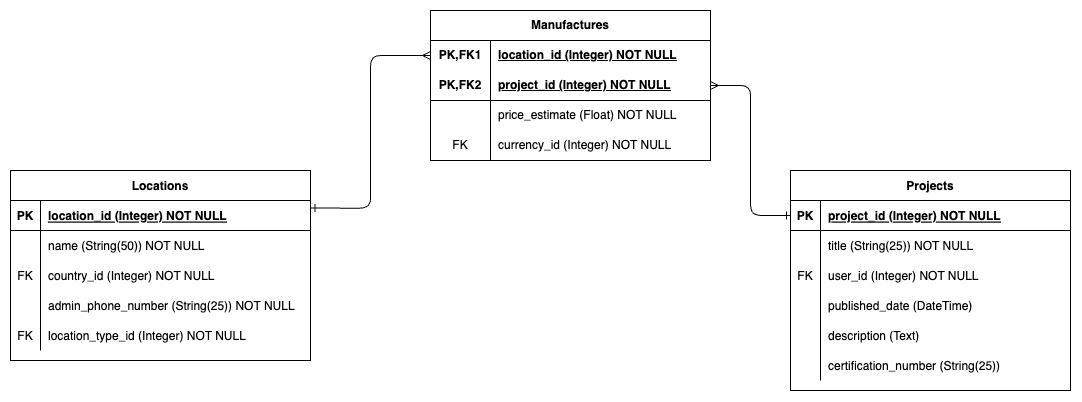 Manufactures
PK,FK1 location_id (Integer) NOT NULL
PK,FK2 project_id (Integer) NOT NULL
price_estimate (Float) NOT NULL
FK currency_id (Integer) NOT NULL
Locations
PK location_id (Integer) NOT NULL
name (String(50)) NOT NULL
FK country_id (Integer) NOT NULL
admin_phone_number (String(25)) NOT NULL
FK location_type_id (Integer) NOT NULL
Projects
PK project_id (Integer) NOT NULL
title (String(25)) NOT NULL
FK user_id (Integer) NOT NULL
published_date (DateTime)
description (Text)
certification_number (String(25))